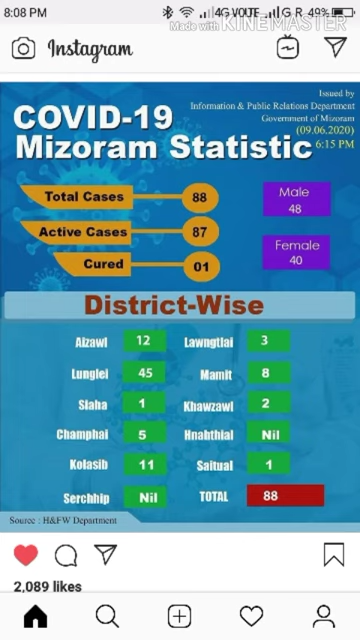 8:08 PM 4G VOLTE G R 49%
Made with KINEMASTER
Instagram
Issued by
Information & Public Relations Department
Government of Mizoram
(09.06.2020)
6:15 PM
COVID-19
Mizoram Statistic
Total Cases 88
Active Cases 87
Cured 01
Male
48
Female
40
District-Wise
Aizawl 12 Lawngtlai 3
Lunglei 45 Mamit 8
Siaha 1 Khawzawl 2
Champhai 5 Hnahthial Nil
Kolasib 11 Saitual 1
Serchhip Nil TOTAL 88
Source : H&FW Department
2,089 likes